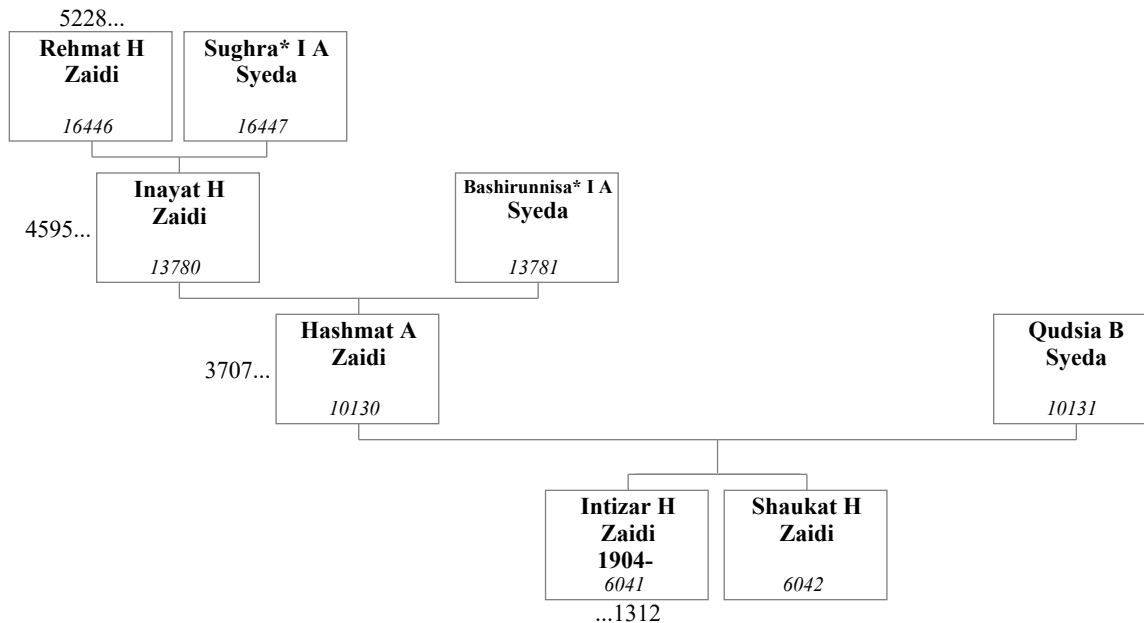 5228...
Rehmat H
Zaidi
16446
Sughra* I A
Syeda
16447
4595...
Inayat H
Zaidi
13780
Bashirunnisa* I A
Syeda
13781
3707...
Hashmat A
Zaidi
10130
Qudsia B
Syeda
10131
Intizar H
Zaidi
1904-
6041
...1312
Shaukat H
Zaidi
6042